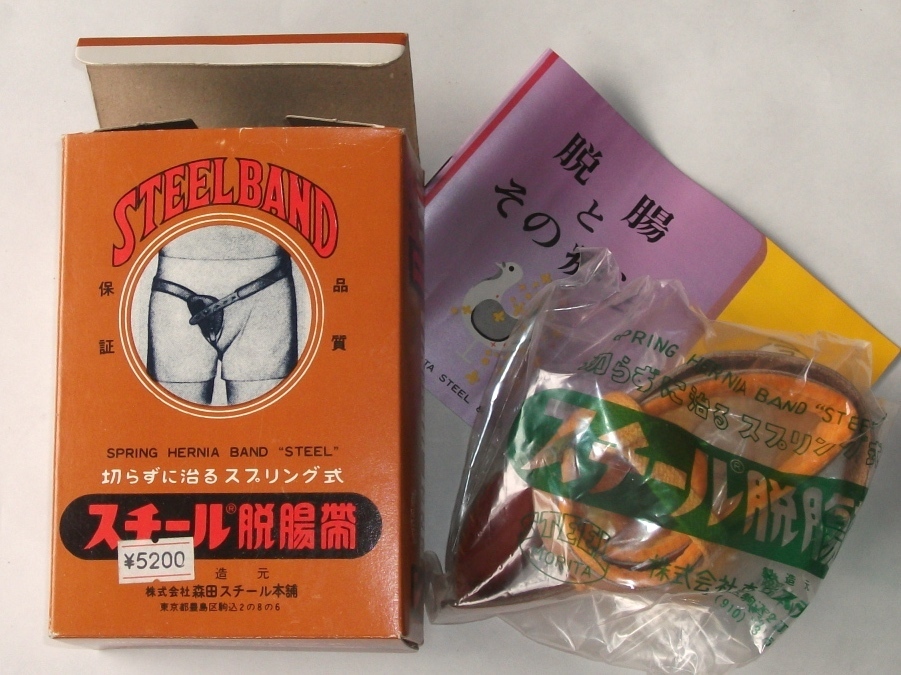 STEELBAND
保証
品質
SPRING HERNIA BAND "STEEL"
切らずに治るスプリング式
スチール®脱腸帯
¥5200
造元
株式会社 森田スチール本舗
東京都豊島区駒込2の8の6
脱腸と
その
TA STEEL
SPRING HERNIA BAND "STEEL
切らずに治るスプリング式
スチール®脱腸
STEEL
MORITA
株式会社